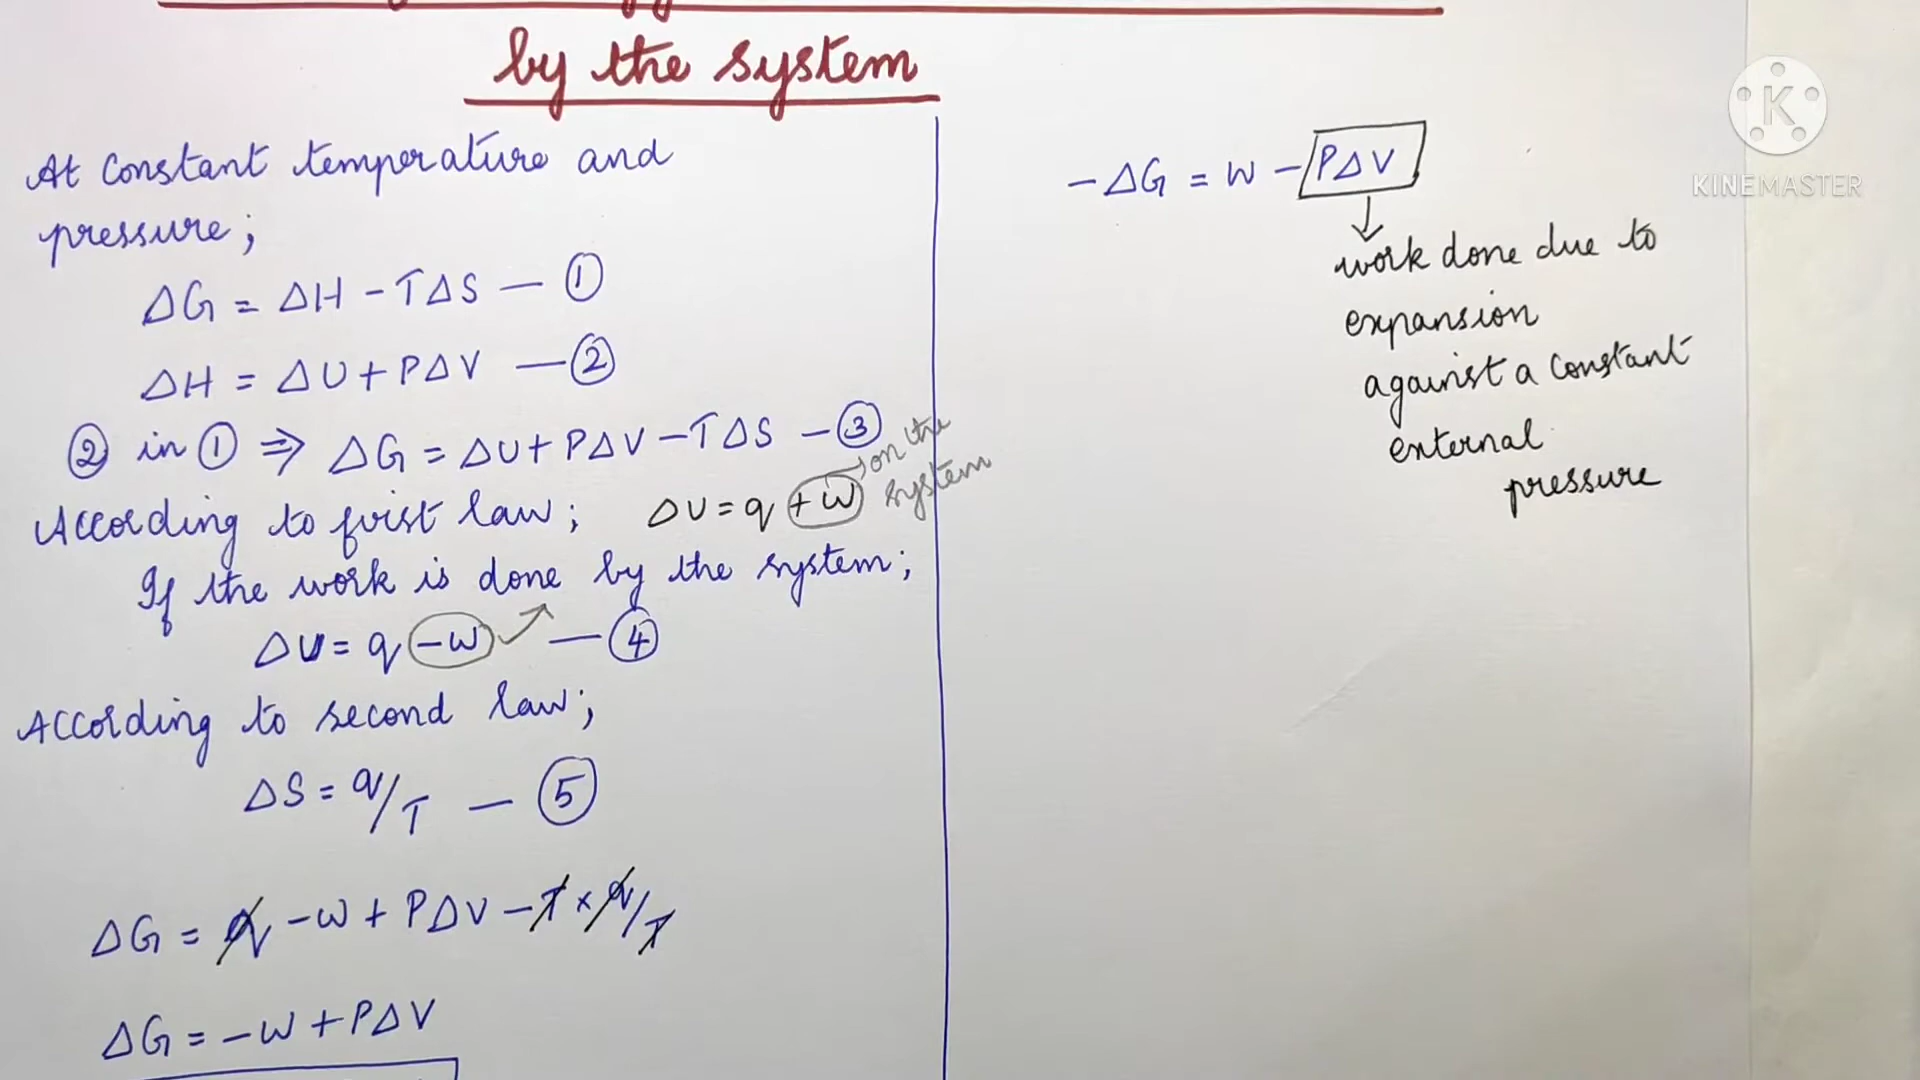 by the system
At constant temperature and
pressure;
ΔG = ΔH - TΔS — ①
ΔH = ΔU + PΔV — ②
② in ① ⇒ ΔG = ΔU + PΔV - TΔS — ③
on the
system
According to first law; ΔU = q + w
If the work is done by the system;
ΔU = q - w — ④
According to second law;
ΔS = q/T — ⑤
ΔG = q - w + PΔV - T × q/T
ΔG = - w + PΔV
- ΔG = w - PΔV
work done due to
expansion
against a constant
external
pressure
K
KINEMASTER